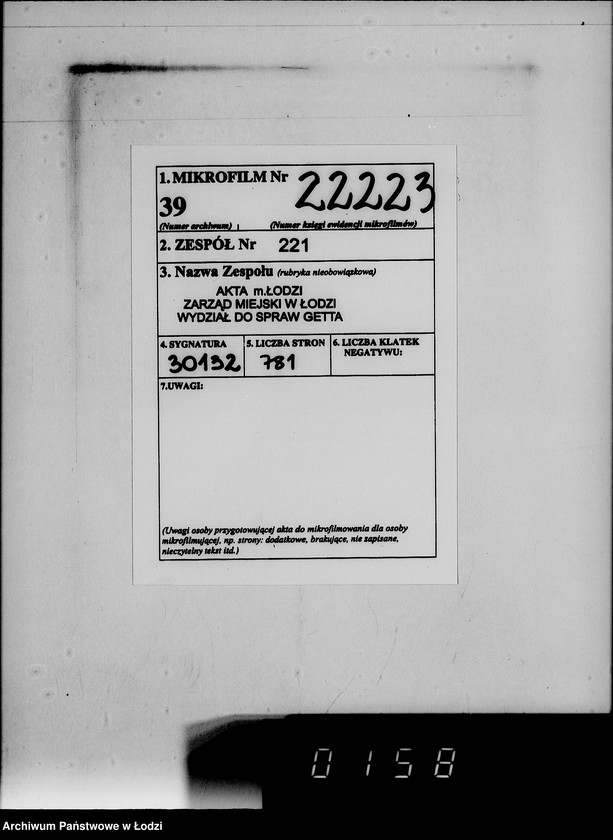 1. MIKROFILM Nr 22223
39
(Numer archiwum) (Numer księgi ewidencji mikrofilmów)
2. ZESPÓŁ Nr 221
3. Nazwa Zespołu (rubryka nieobowiązkowa)
AKTA m.ŁODZI
ZARZĄD MIEJSKI W ŁODZI
WYDZIAŁ DO SPRAW GETTA
4. SYGNATURA 5. LICZBA STRON 6. LICZBA KLATEK
NEGATYWU:
30132 781
7.UWAGI:
(Uwagi osoby przygotowującej akta do mikrofilmowania dla osoby
mikrofilmującej, np. strony: dodatkowe, brakujące, nie zapisane,
nieczytelny tekst itd.)
0158
Archiwum Państwowe w Łodzi